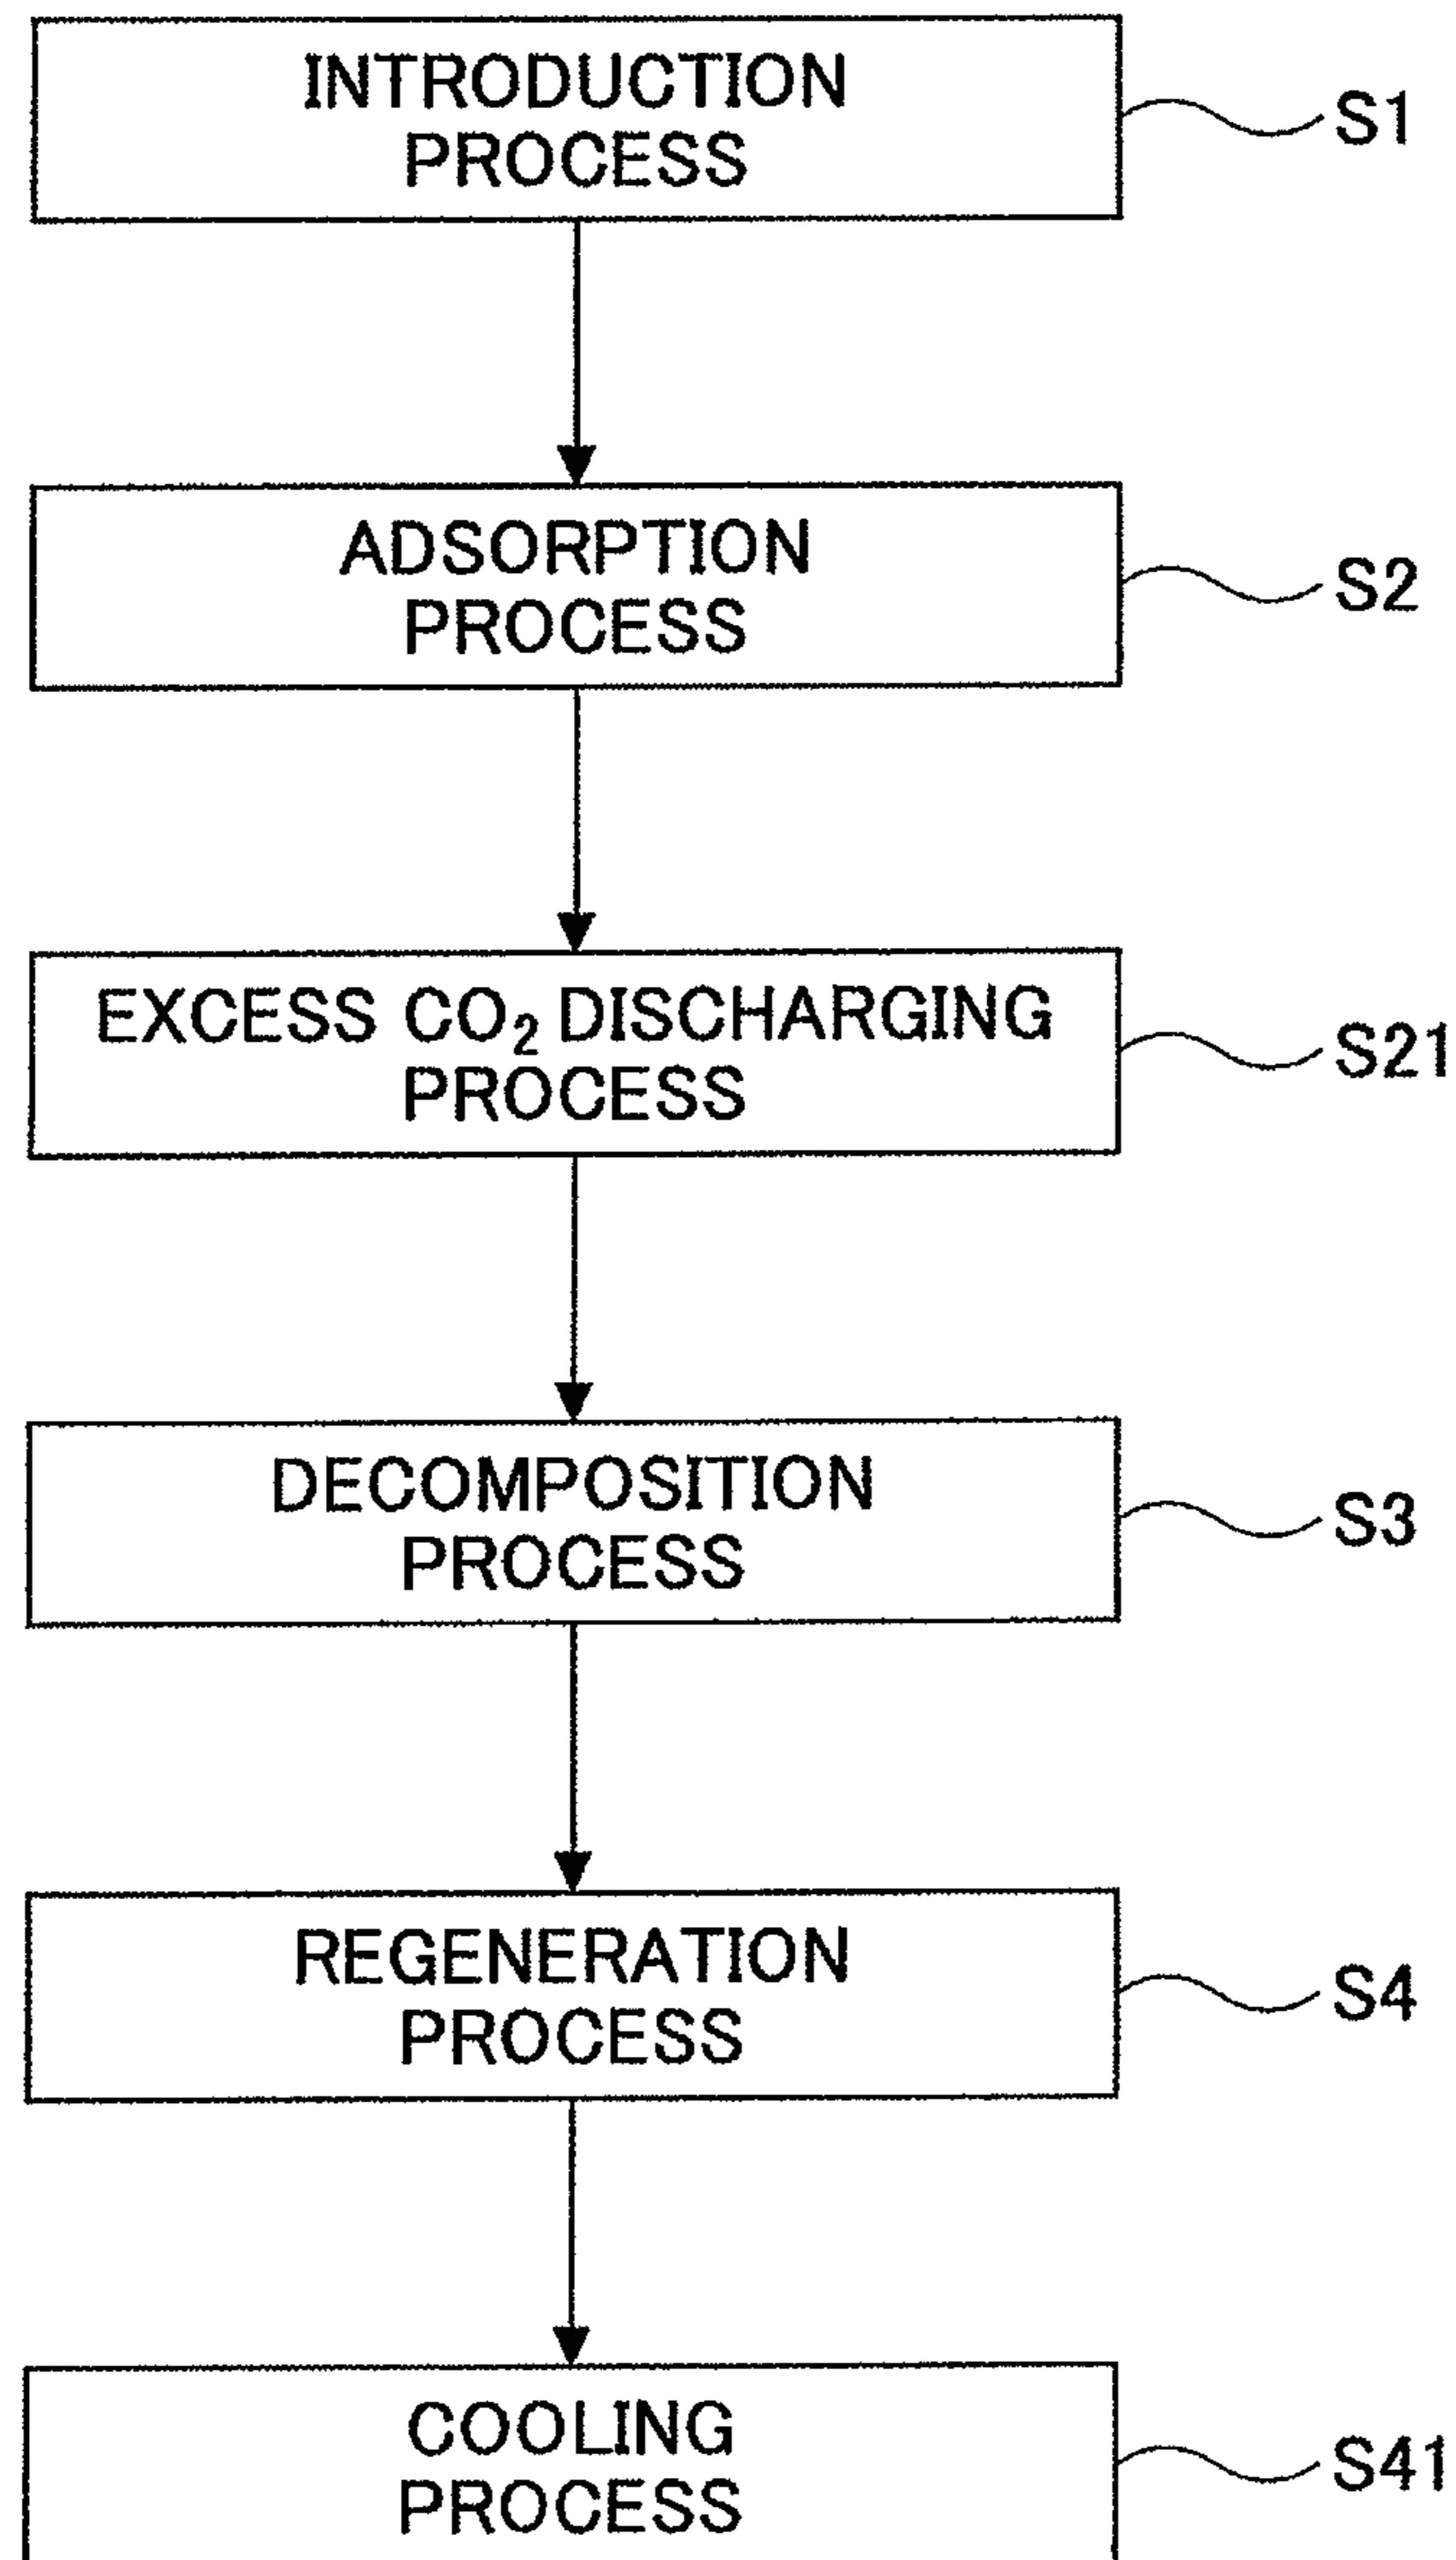 INTRODUCTION
PROCESS
S1
ADSORPTION
PROCESS
S2
EXCESS CO₂ DISCHARGING
PROCESS
S21
DECOMPOSITION
PROCESS
S3
REGENERATION
PROCESS
S4
COOLING
PROCESS
S41